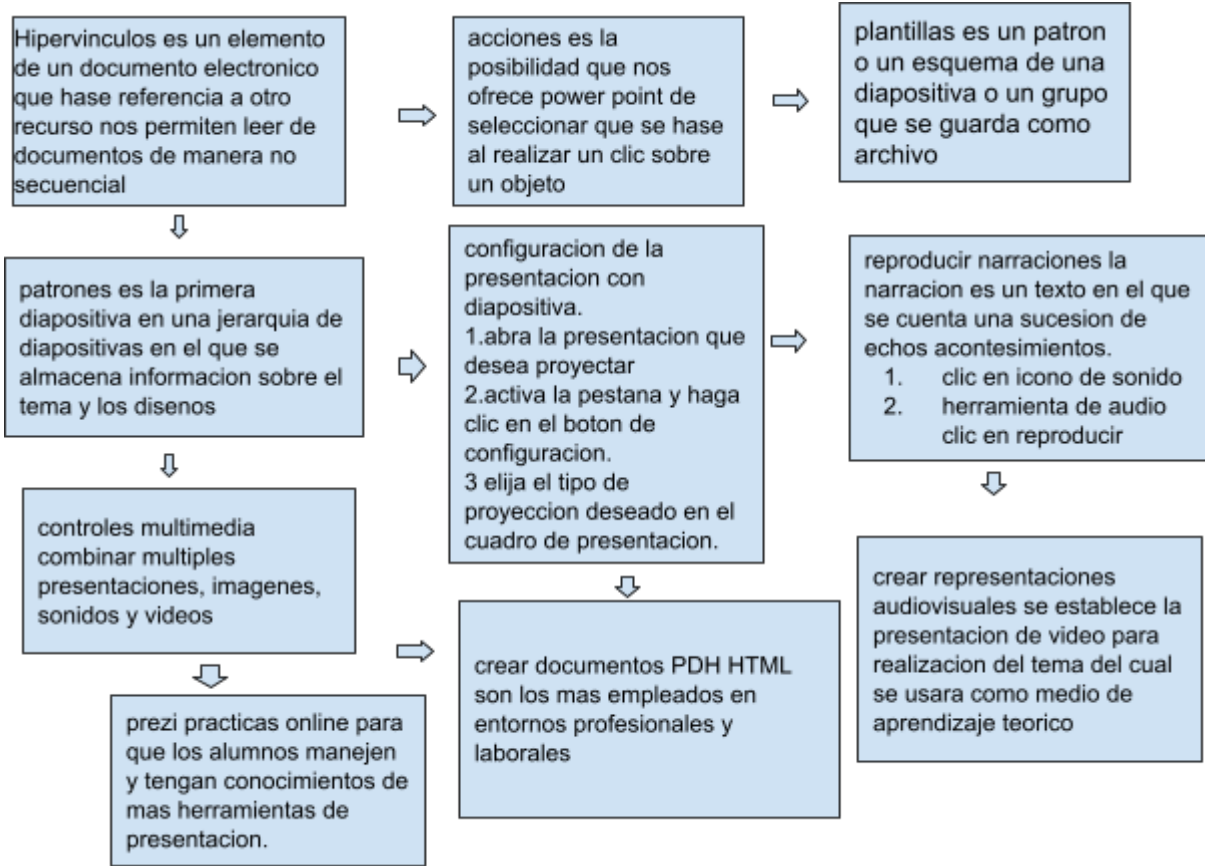 Hipervinculos es un elemento
de un documento electronico
que hase referencia a otro
recurso nos permiten leer de
documentos de manera no
secuencial
acciones es la
posibilidad que nos
ofrece power point de
seleccionar que se hase
al realizar un clic sobre
un objeto
plantillas es un patron
o un esquema de una
diapositiva o un grupo
que se guarda como
archivo
patrones es la primera
diapositiva en una jerarquia de
diapositivas en el que se
almacena informacion sobre el
tema y los disenos
configuracion de la
presentacion con
diapositiva.
1.abra la presentacion que
desea proyectar
2.activa la pestana y haga
clic en el boton de
configuracion.
3 elija el tipo de
proyeccion deseado en el
cuadro de presentacion.
reproducir narraciones la
narracion es un texto en el que
se cuenta una sucesion de
echos acontesimientos.
1. clic en icono de sonido
2. herramienta de audio
clic en reproducir
controles multimedia
combinar multiples
presentaciones, imagenes,
sonidos y videos
crear documentos PDH HTML
son los mas empleados en
entornos profesionales y
laborales
crear representaciones
audiovisuales se establece la
presentacion de video para
realizacion del tema del cual
se usara como medio de
aprendizaje teorico
prezi practicas online para
que los alumnos manejen
y tengan conocimientos de
mas herramientas de
presentacion.